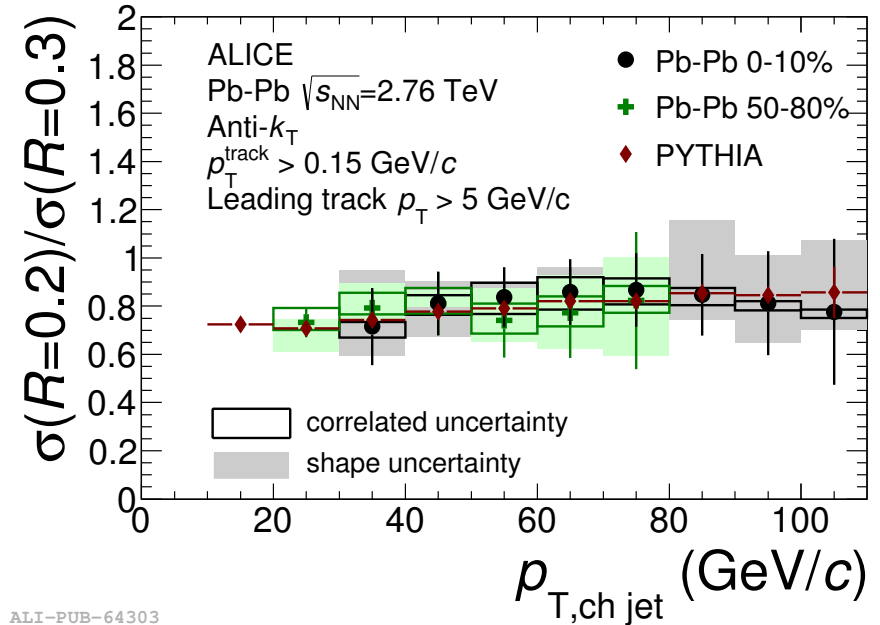 σ(R=0.2)/σ(R=0.3)
2
1.8
1.6
1.4
1.2
1
0.8
0.6
0.4
0.2
0
ALICE
Pb-Pb √sNN=2.76 TeV
Anti-kT
pTtrack > 0.15 GeV/c
Leading track pT > 5 GeV/c
Pb-Pb 0-10%
Pb-Pb 50-80%
PYTHIA
correlated uncertainty
shape uncertainty
0 20 40 60 80 100
pT,ch jet (GeV/c)
ALI-PUB-64303